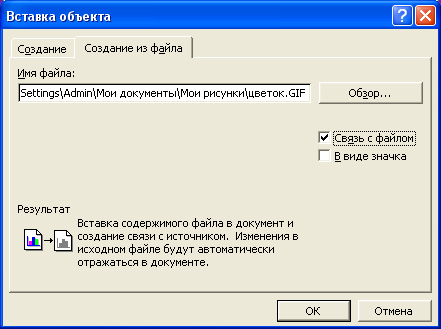 Вставка объекта
Создание
Создание из файла
Имя файла:
Settings\Admin\Мои документы\Мои рисунки\цветок.GIF
Обзор...
Связь с файлом
В виде значка
Результат
Вставка содержимого файла в документ и
создание связи с источником. Изменения в
исходном файле будут автоматически
отражаться в документе.
ОК
Отмена